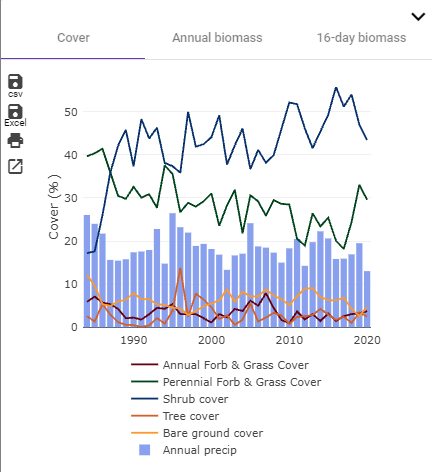 Cover Annual biomass 16-day biomass
csv
Excel
Cover (%)
50
40
30
20
10
0
1990 2000 2010 2020
Annual Forb & Grass Cover
Perennial Forb & Grass Cover
Shrub cover
Tree cover
Bare ground cover
Annual precip